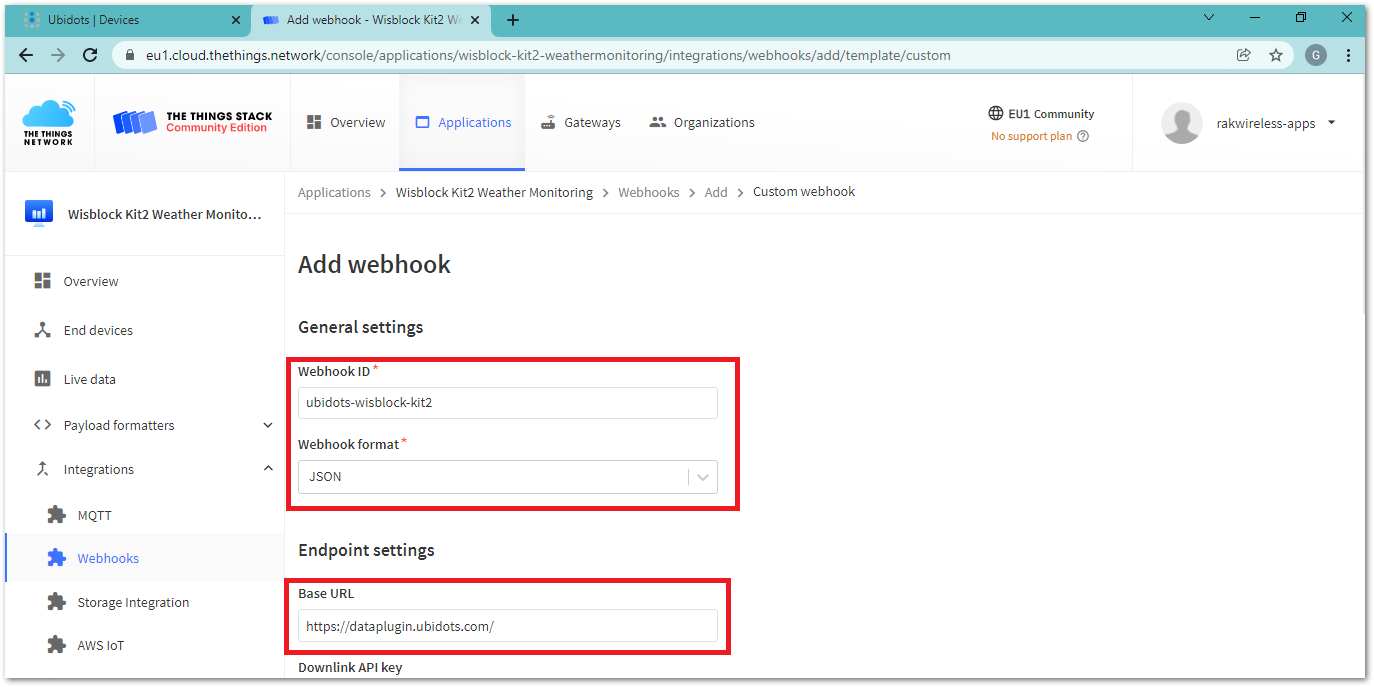 Ubidots | Devices
Add webhook - Wisblock Kit2 We
eu1.cloud.thethings.network/console/applications/wisblock-kit2-weathermonitoring/integrations/webhooks/add/template/custom
G
THE THINGS
NETWORK
THE THINGS STACK
Community Edition
Overview
Applications
Gateways
Organizations
EU1 Community
No support plan
rakwireless-apps
Wisblock Kit2 Weather Monito...
Overview
End devices
Live data
Payload formatters
Integrations
MQTT
Webhooks
Storage Integration
AWS IoT
Applications > Wisblock Kit2 Weather Monitoring > Webhooks > Add > Custom webhook
Add webhook
General settings
Webhook ID *
ubidots-wisblock-kit2
Webhook format *
JSON
Endpoint settings
Base URL
https://dataplugin.ubidots.com/
Downlink API key